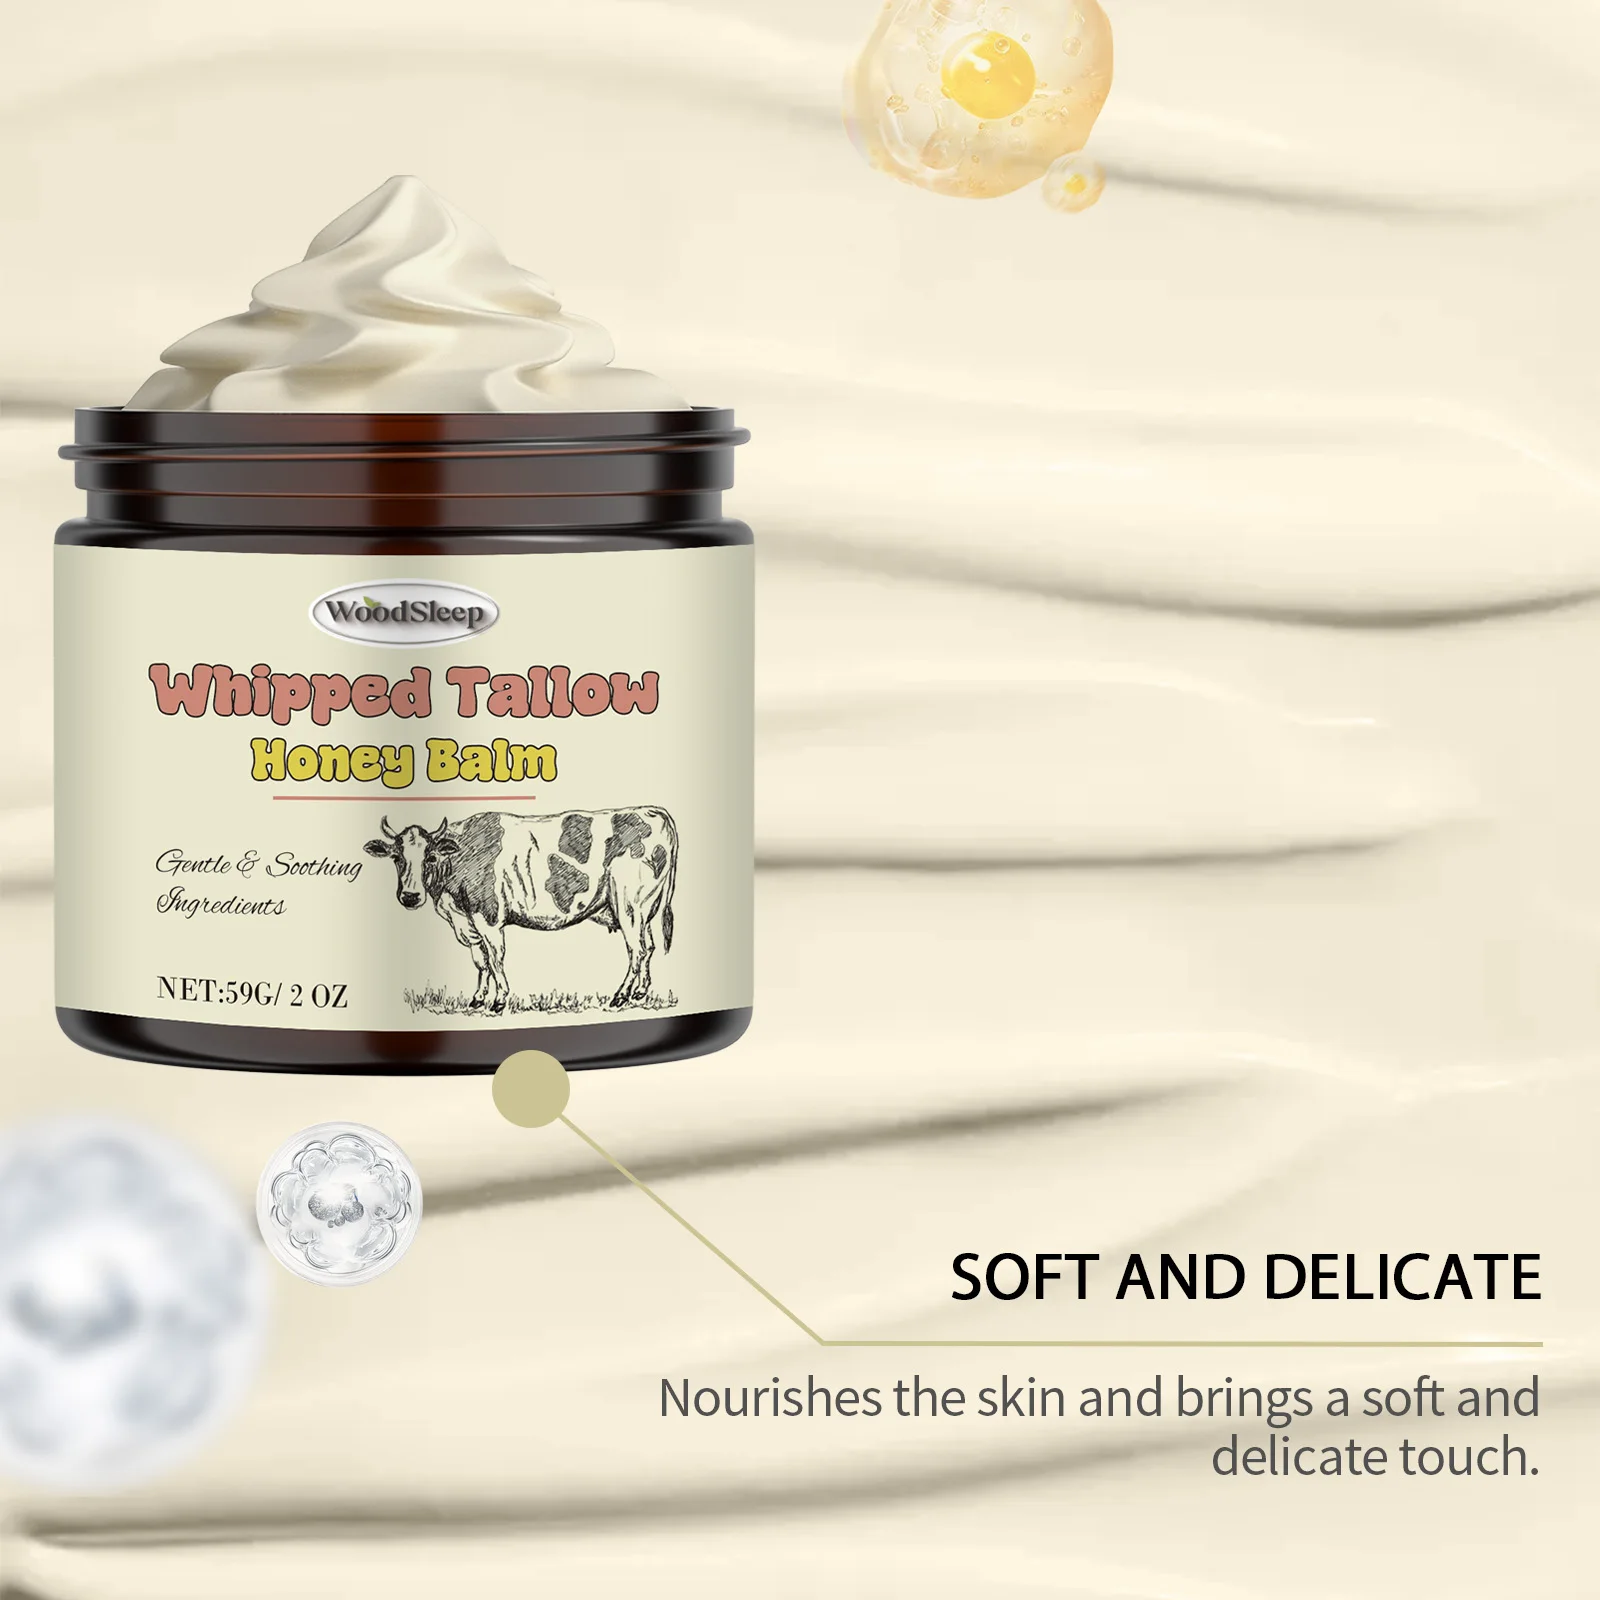 WoodSleep
Whipped Tallow
Honey Balm
Gentle & Soothing
Ingredients
NET:59G/ 2 OZ
SOFT AND DELICATE
Nourishes the skin and brings a soft and
delicate touch.